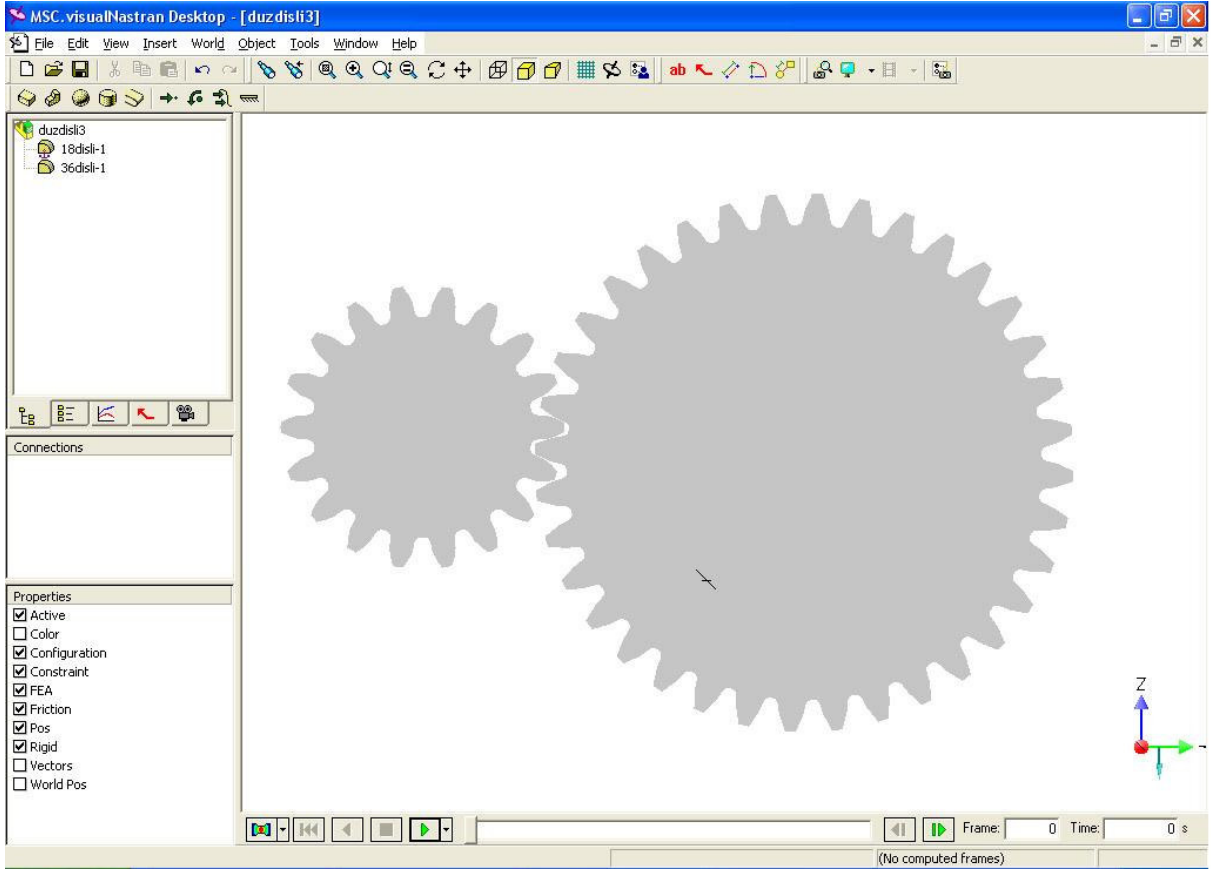 MSC.visualNastran Desktop - [duzdisli3]
File Edit View Insert World Object Tools Window Help
ab
duzdisli3
18disli-1
36disli-1
Connections
Properties
Active
Color
Configuration
Constraint
FEA
Friction
Pos
Rigid
Vectors
World Pos
Z
Frame: 0 Time: 0 s
(No computed frames)